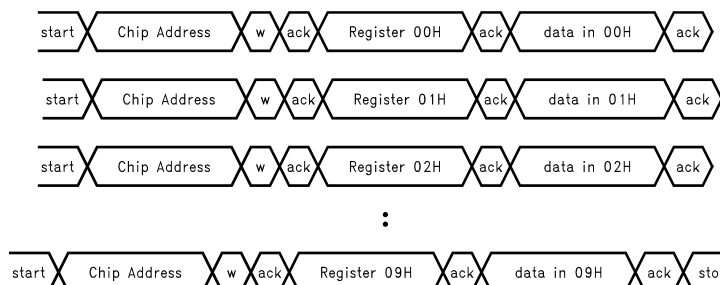 start Chip Address w ack Register 00H ack data in 00H ack
start Chip Address w ack Register 01H ack data in 01H ack
start Chip Address w ack Register 02H ack data in 02H ack
:
start Chip Address w ack Register 09H ack data in 09H ack sto